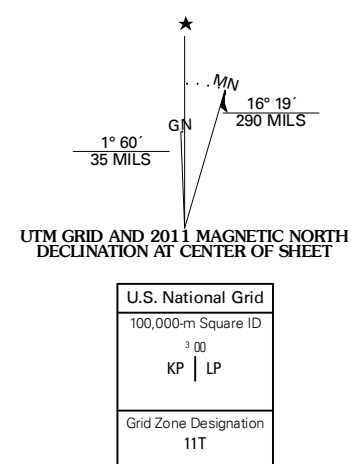 MN
GN
16° 19´
290 MILS
1° 60´
35 MILS
UTM GRID AND 2011 MAGNETIC NORTH
DECLINATION AT CENTER OF SHEET
U.S. National Grid
100,000-m Square ID
3 00
KP | LP
Grid Zone Designation
11T